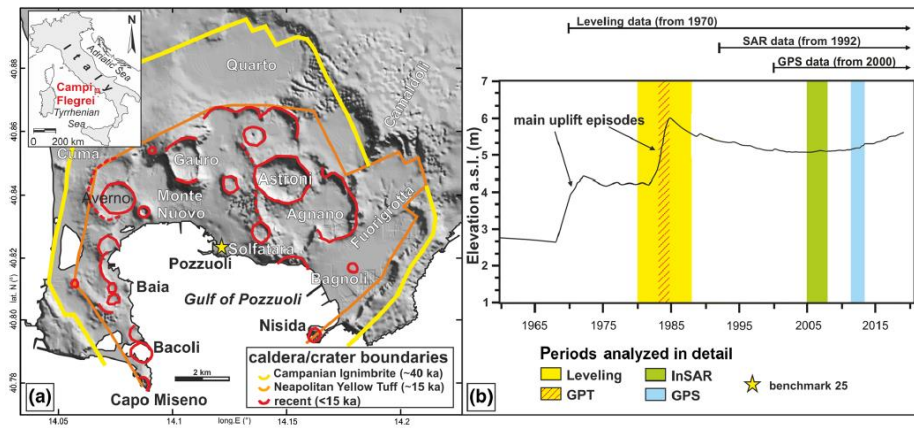 N
Italy
Adriatic Sea
Campi
Flegrei
Tyrrhenian
Sea
0 200 km
Quarto
Camaldoli
Cuma
Gauro
Astroni
Averno
Monte
Nuovo
Agnano
Fuorigrotta
Solfatara
Pozzuoli
Bagnoli
Baia
Gulf of Pozzuoli
Nisida
Bacoli
2 km
Capo Miseno
caldera/crater boundaries
Campanian Ignimbrite (~40 ka)
Neapolitan Yellow Tuff (~15 ka)
recent (<15 ka)
(a)
40.88
40.86
40.84
40.82
40.80
40.78
lat. N (°)
14.05 14.1 14.15 14.2
long.E (°)
Leveling data (from 1970)
SAR data (from 1992)
GPS data (from 2000)
main uplift episodes
Elevation a.s.l. (m)
7
6
5
4
3
2
1
1965 1975 1985 1995 2005 2015
Periods analyzed in detail
Leveling InSAR
GPT GPS
benchmark 25
(b)